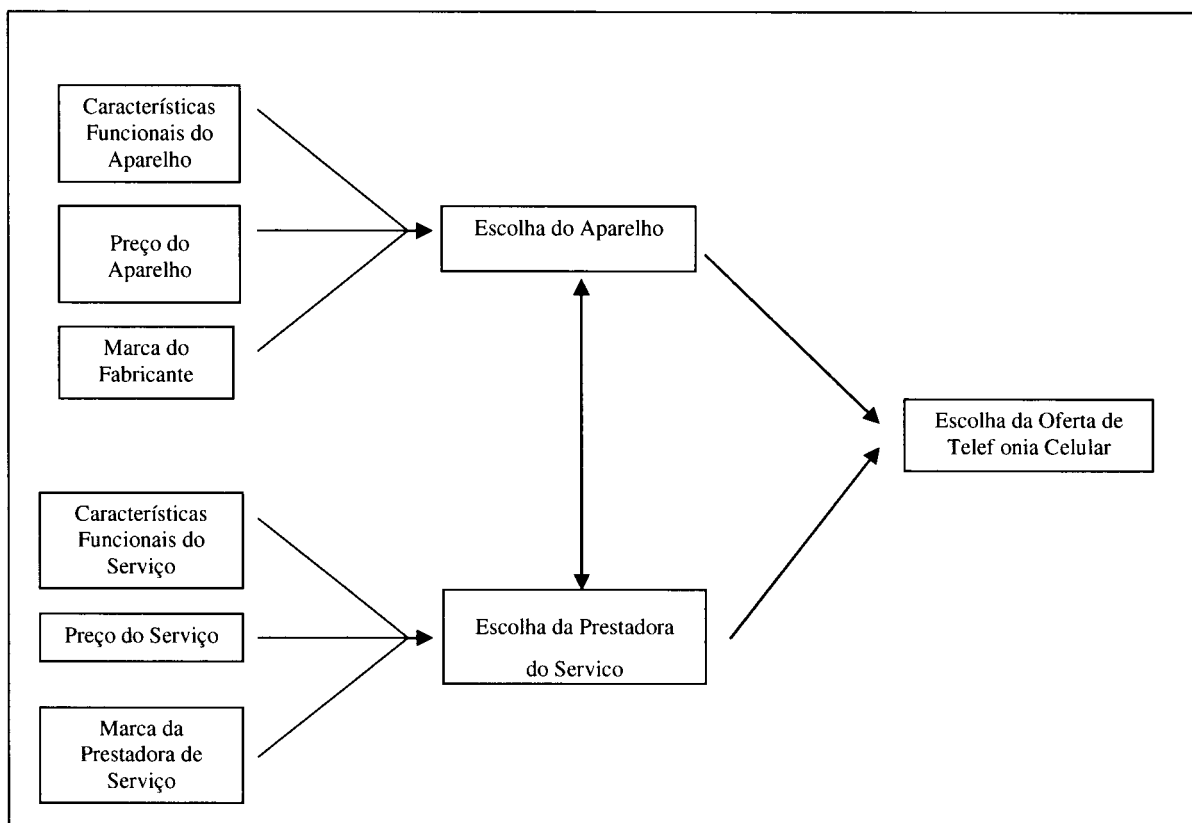 Características
Funcionais do
Aparelho
Preço do
Aparelho
Marca do
Fabricante
Escolha do Aparelho
Escolha da Oferta de
Telef onia Celular
Características
Funcionais do
Serviço
Preço do Serviço
Marca da
Prestadora de
Serviço
Escolha da Prestadora
do Servico